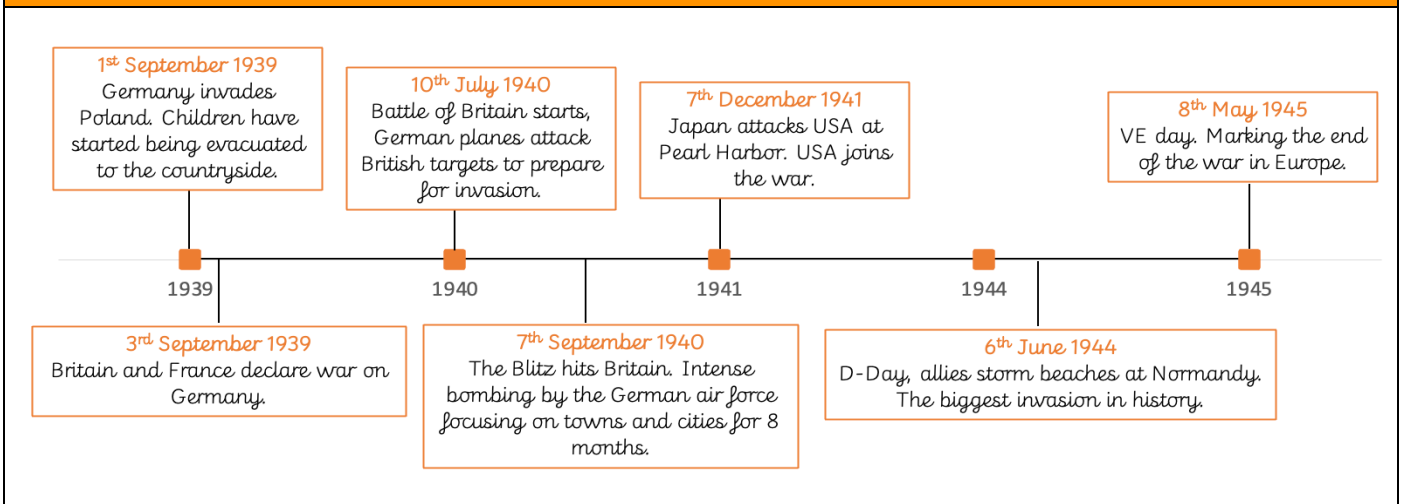 1st September 1939
Germany invades
Poland. Children have
started being evacuated
to the countryside.
10th July 1940
Battle of Britain starts,
German planes attack
British targets to prepare
for invasion.
7th December 1941
Japan attacks USA at
Pearl Harbor. USA joins
the war.
8th May 1945
VE day. Marking the end
of the war in Europe.
1939
1940
1941
1944
1945
3rd September 1939
Britain and France declare war on
Germany.
7th September 1940
The Blitz hits Britain. Intense
bombing by the German air force
focusing on towns and cities for 8
months.
6th June 1944
D-Day, allies storm beaches at Normandy.
The biggest invasion in history.